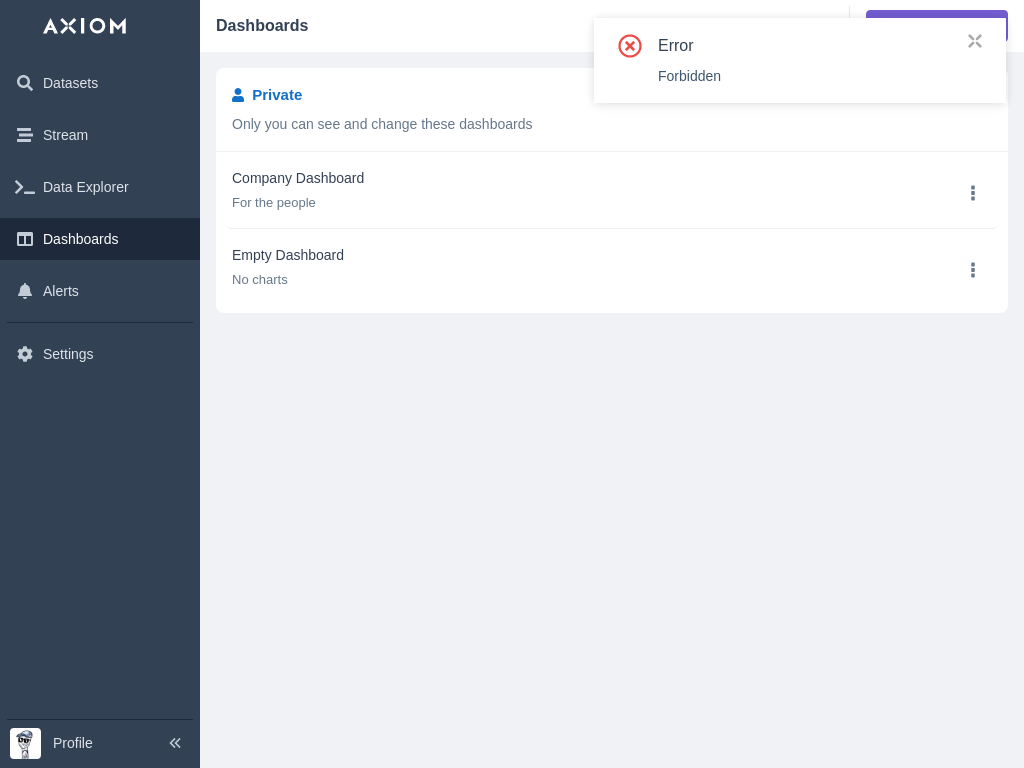 AXIOM
Datasets
Stream
Data Explorer
Dashboards
Alerts
Settings
Profile
Dashboards
Error
Forbidden
Private
Only you can see and change these dashboards
Company Dashboard
For the people
Empty Dashboard
No charts